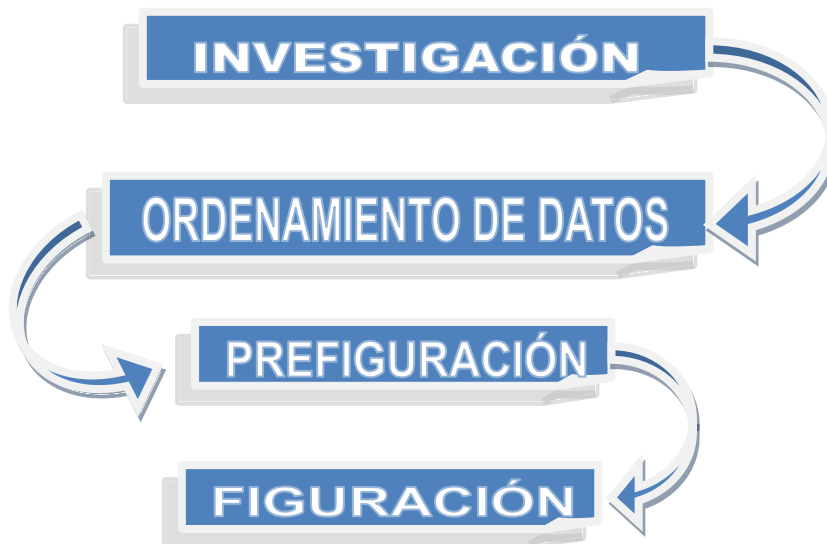 INVESTIGACIÓN
ORDENAMIENTO DE DATOS
PREFIGURACIÓN
FIGURACIÓN